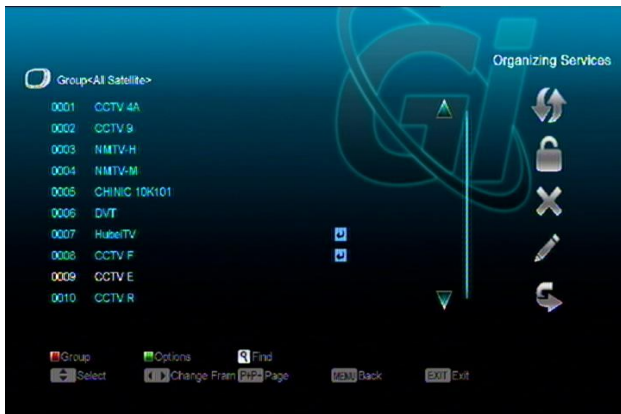 Organizing Services
Group<All Satellite>
0001 CCTV 4A
0002 CCTV 9
0003 NMTV-H
0004 NMTV-M
0005 CHINIC 10K101
0006 DVT
0007 HubeiTV
0008 CCTV F
0009 CCTV E
0010 CCTV R
Group Options Find
Select Change Fram P+P- Page MENU Back EXIT Exit